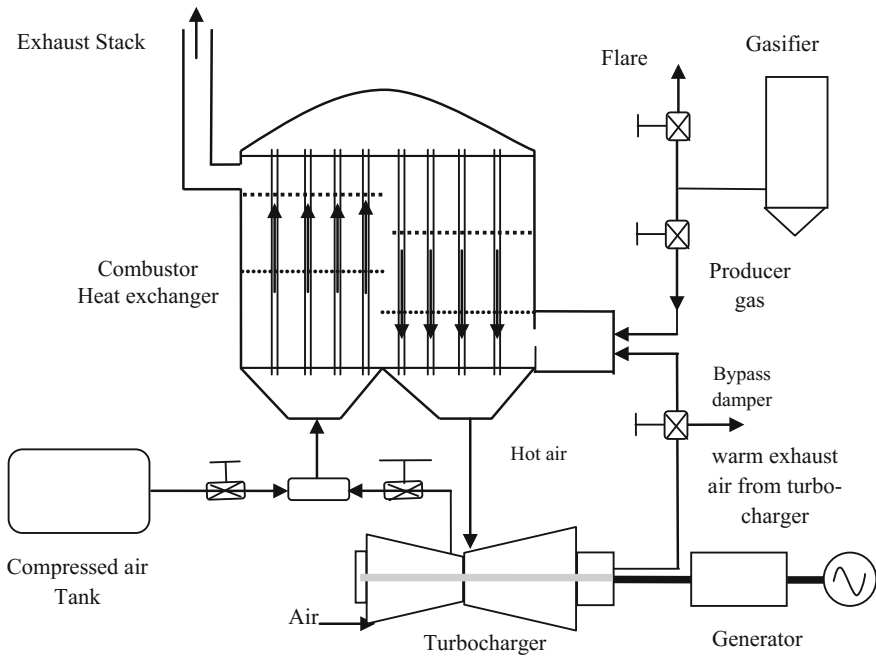 Exhaust Stack
Flare
Gasifier
Combustor
Heat exchanger
Producer
gas
Bypass
damper
Hot air
warm exhaust
air from turbo-
charger
Compressed air
Tank
Air
Turbocharger
Generator